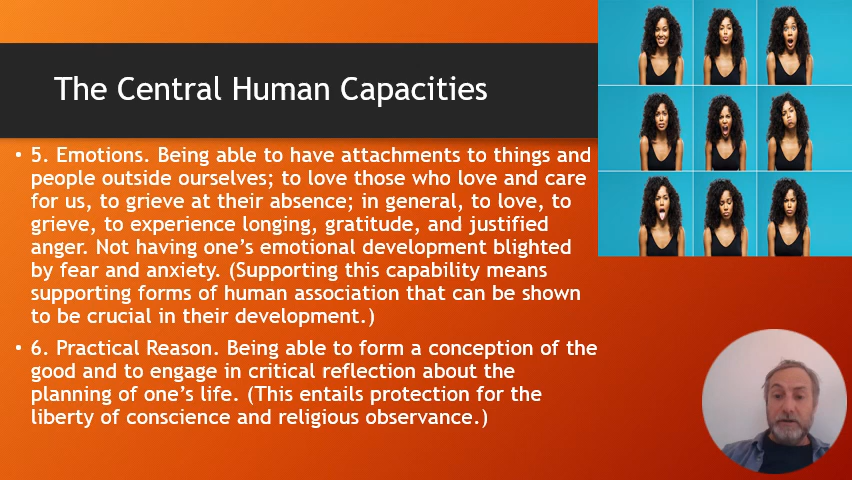 The Central Human Capacities
• 5. Emotions. Being able to have attachments to things and
people outside ourselves; to love those who love and care
for us, to grieve at their absence; in general, to love, to
grieve, to experience longing, gratitude, and justified
anger. Not having one’s emotional development blighted
by fear and anxiety. (Supporting this capability means
supporting forms of human association that can be shown
to be crucial in their development.)
• 6. Practical Reason. Being able to form a conception of the
good and to engage in critical reflection about the
planning of one’s life. (This entails protection for the
liberty of conscience and religious observance.)